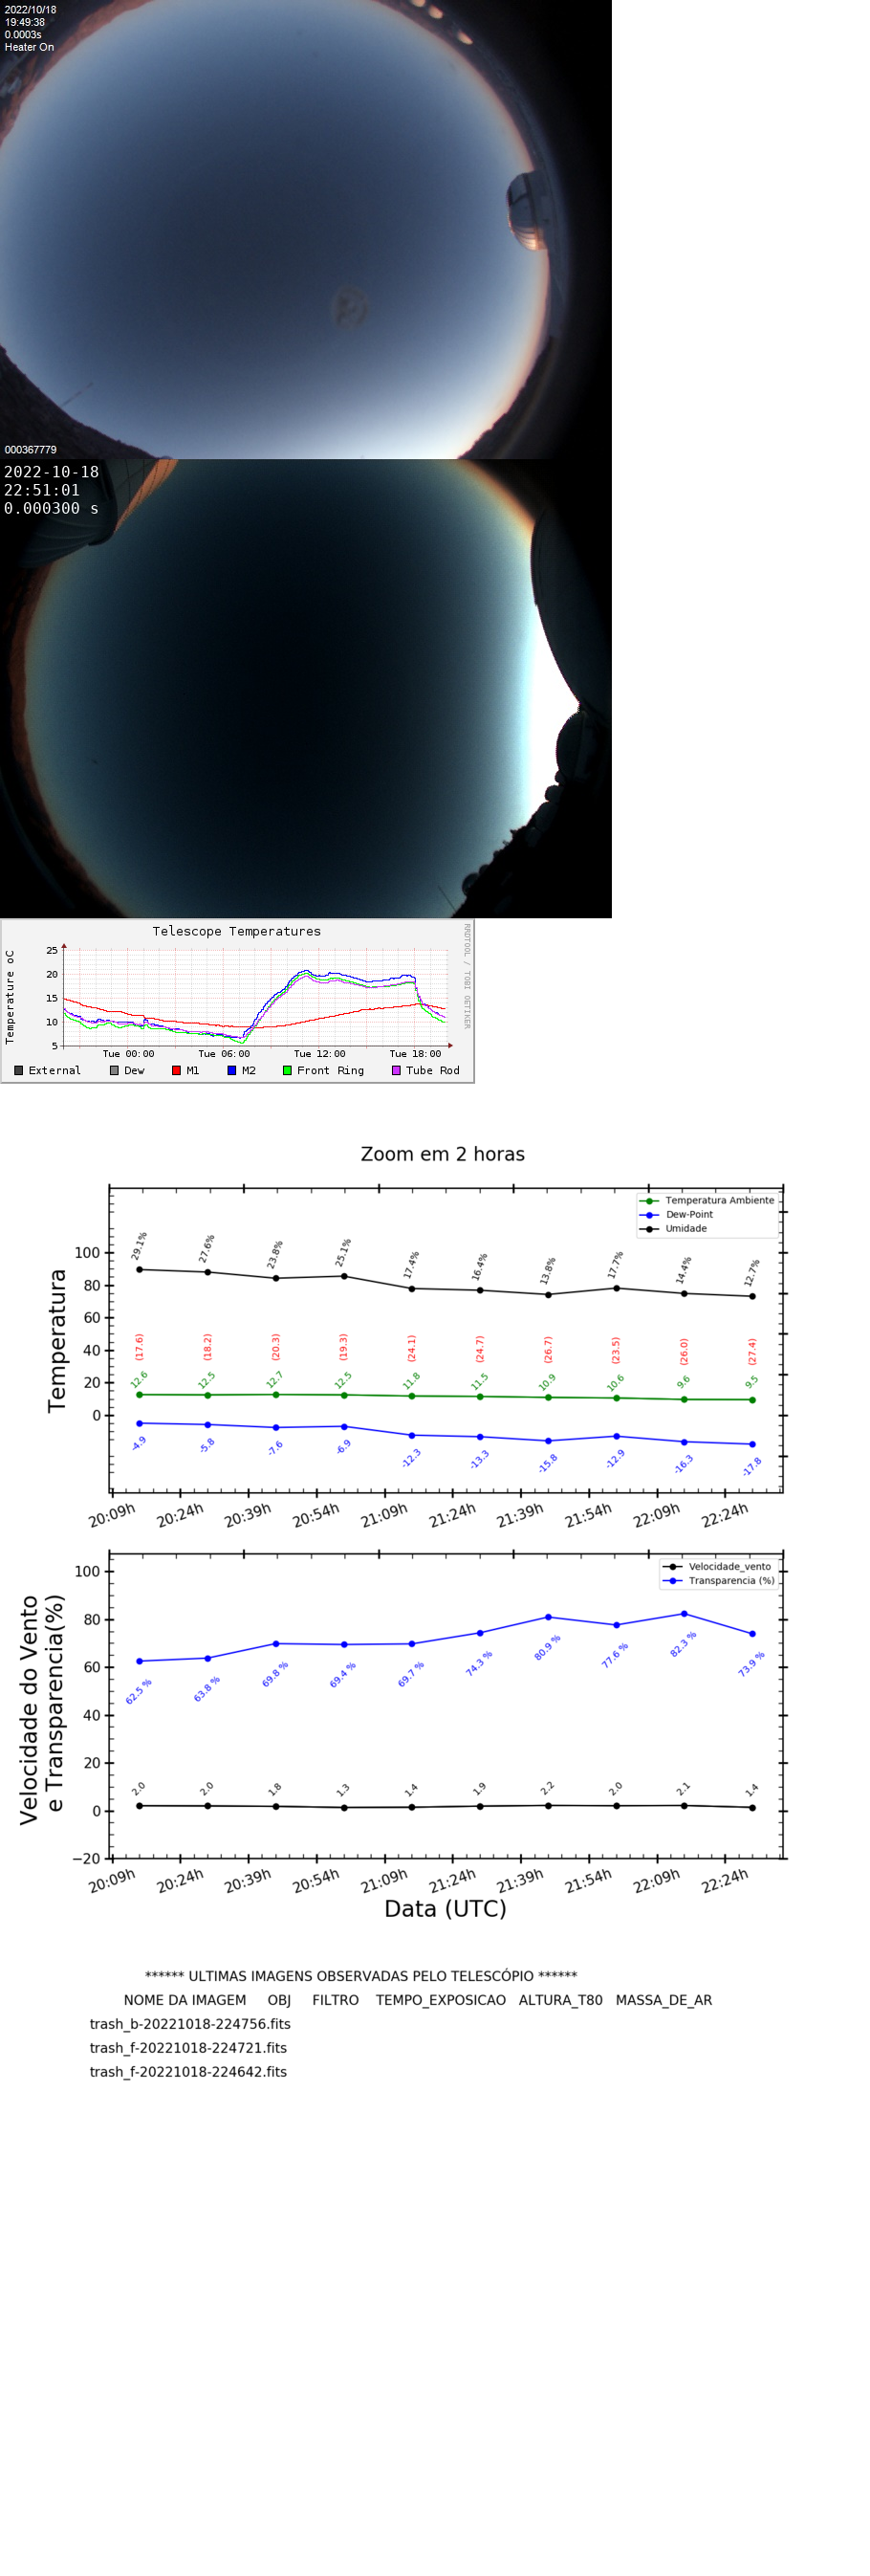 2022/10/18
19:49:38
0.0003s
Heater On
000367779
2022-10-18
22:51:01
0.000300 s
Telescope Temperatures
RRDTOOL / TOBI OETIKER
Temperature oC
25
20
15
10
5
Tue 00:00 Tue 06:00 Tue 12:00 Tue 18:00
External Dew M1 M2 Front Ring Tube Rod
Zoom em 2 horas
Temperatura Ambiente
Dew-Point
Umidade
Temperatura
100
80
60
40
20
0
29.1% 27.6% 23.8% 25.1% 17.4% 16.4% 13.8% 17.7% 14.4% 12.7%
(17.6) (18.2) (20.3) (19.3) (24.1) (24.7) (26.7) (23.5) (26.0) (27.4)
12.6 12.5 12.7 12.5 11.8 11.5 10.9 10.6 9.6 9.5
-4.9 -5.8 -7.6 -6.9 -12.3 -13.3 -15.8 -12.9 -16.3 -17.8
20:09h 20:24h 20:39h 20:54h 21:09h 21:24h 21:39h 21:54h 22:09h 22:24h
Velocidade_vento
Transparencia (%)
Velocidade do Vento
e Transparencia(%)
100
80
60
40
20
0
−20
62.5 % 63.8 % 69.8 % 69.4 % 69.7 % 74.3 % 80.9 % 77.6 % 82.3 % 73.9 %
2.0 2.0 1.8 1.3 1.4 1.9 2.2 2.0 2.1 1.4
20:09h 20:24h 20:39h 20:54h 21:09h 21:24h 21:39h 21:54h 22:09h 22:24h
Data (UTC)
****** ULTIMAS IMAGENS OBSERVADAS PELO TELESCÓPIO ******
NOME DA IMAGEM OBJ FILTRO TEMPO_EXPOSICAO ALTURA_T80 MASSA_DE_AR
trash_b-20221018-224756.fits
trash_f-20221018-224721.fits
trash_f-20221018-224642.fits